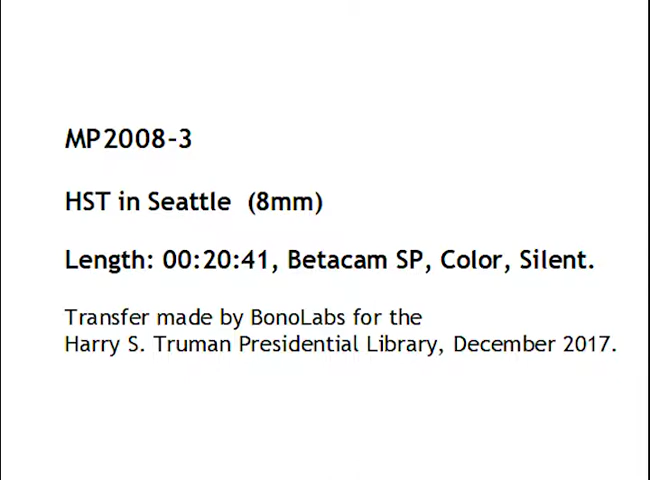 MP2008-3
HST in Seattle (8mm)
Length: 00:20:41, Betacam SP, Color, Silent.
Transfer made by BonoLabs for the
Harry S. Truman Presidential Library, December 2017.